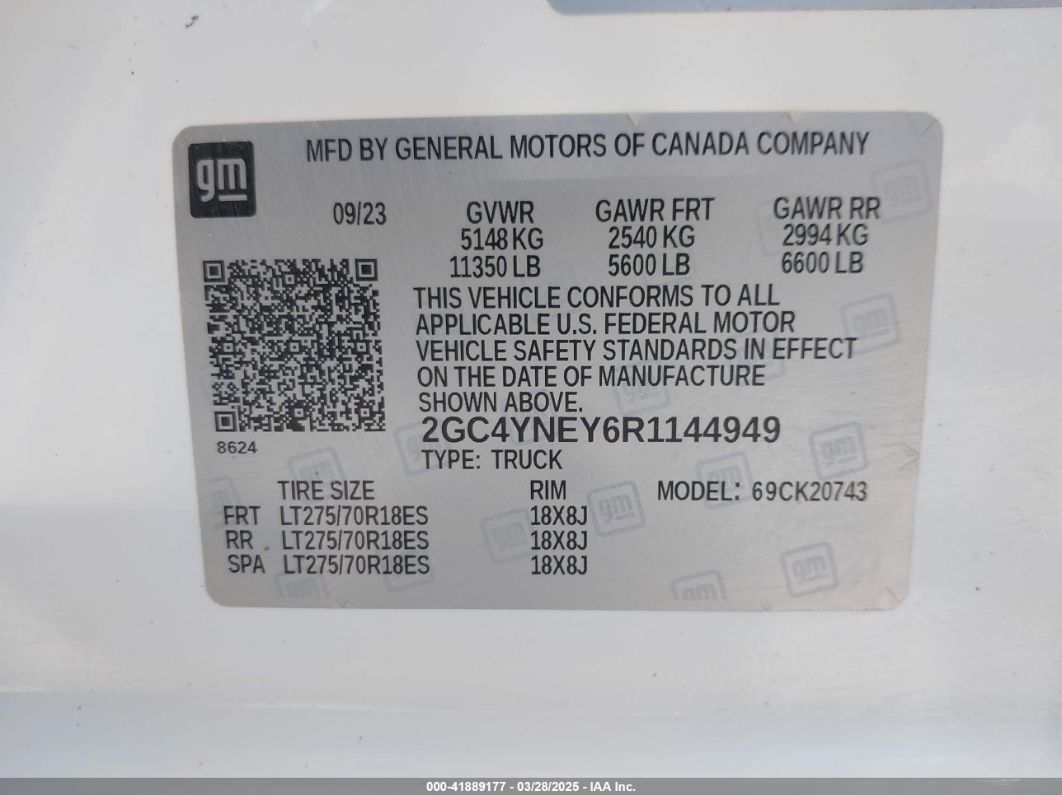 gm
MFD BY GENERAL MOTORS OF CANADA COMPANY
09/23 GVWR GAWR FRT GAWR RR
5148 KG 2540 KG 2994 KG
11350 LB 5600 LB 6600 LB
THIS VEHICLE CONFORMS TO ALL
APPLICABLE U.S. FEDERAL MOTOR
VEHICLE SAFETY STANDARDS IN EFFECT
ON THE DATE OF MANUFACTURE
SHOWN ABOVE.
8624
2GC4YNEY6R1144949
TYPE: TRUCK
TIRE SIZE RIM MODEL: 69CK20743
FRT LT275/70R18ES 18X8J
RR LT275/70R18ES 18X8J
SPA LT275/70R18ES 18X8J
000-41889177 - 03/28/2025 - IAA Inc.